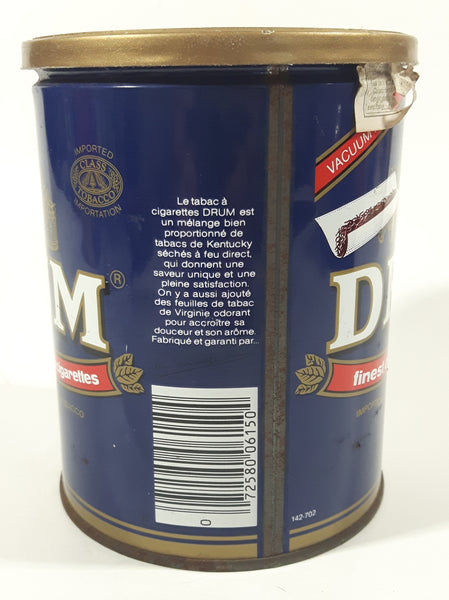 IMPORTED
CLASS
A
TOBACCO
IMPORTATION
UM®
cigarettes
BACCO
Le tabac à
cigarettes DRUM est
un mélange bien
proportionné de
tabacs de Kentucky
séchés à feu direct,
qui donnent une
saveur unique et une
pleine satisfaction.
On y a aussi ajouté
des feuilles de tabac
de Virginie odorant
pour accroître sa
douceur et son arôme.
Fabriqué et garanti par...
0 72580 06150
142-702
VACUUM
DR
finest
IMPORTED